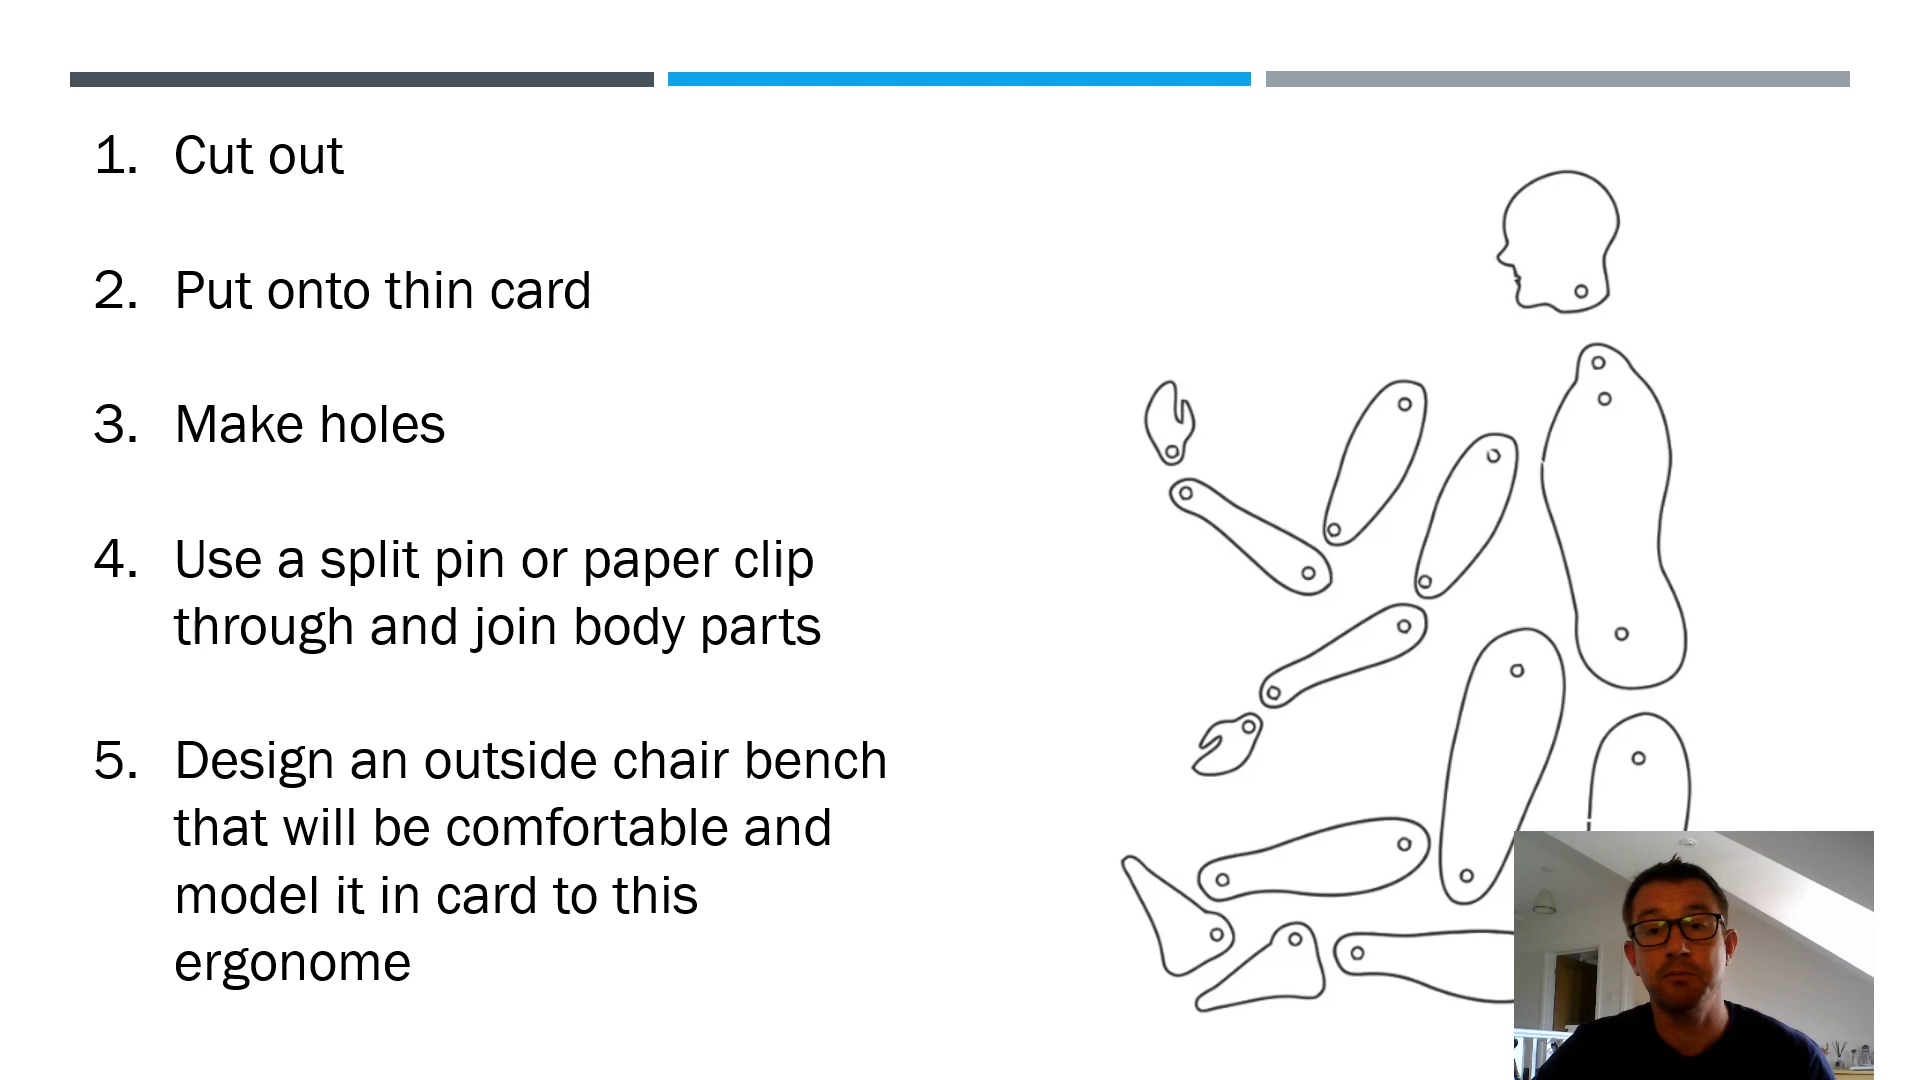 1. Cut out
2. Put onto thin card
3. Make holes
4. Use a split pin or paper clip
through and join body parts
5. Design an outside chair bench
that will be comfortable and
model it in card to this
ergonome